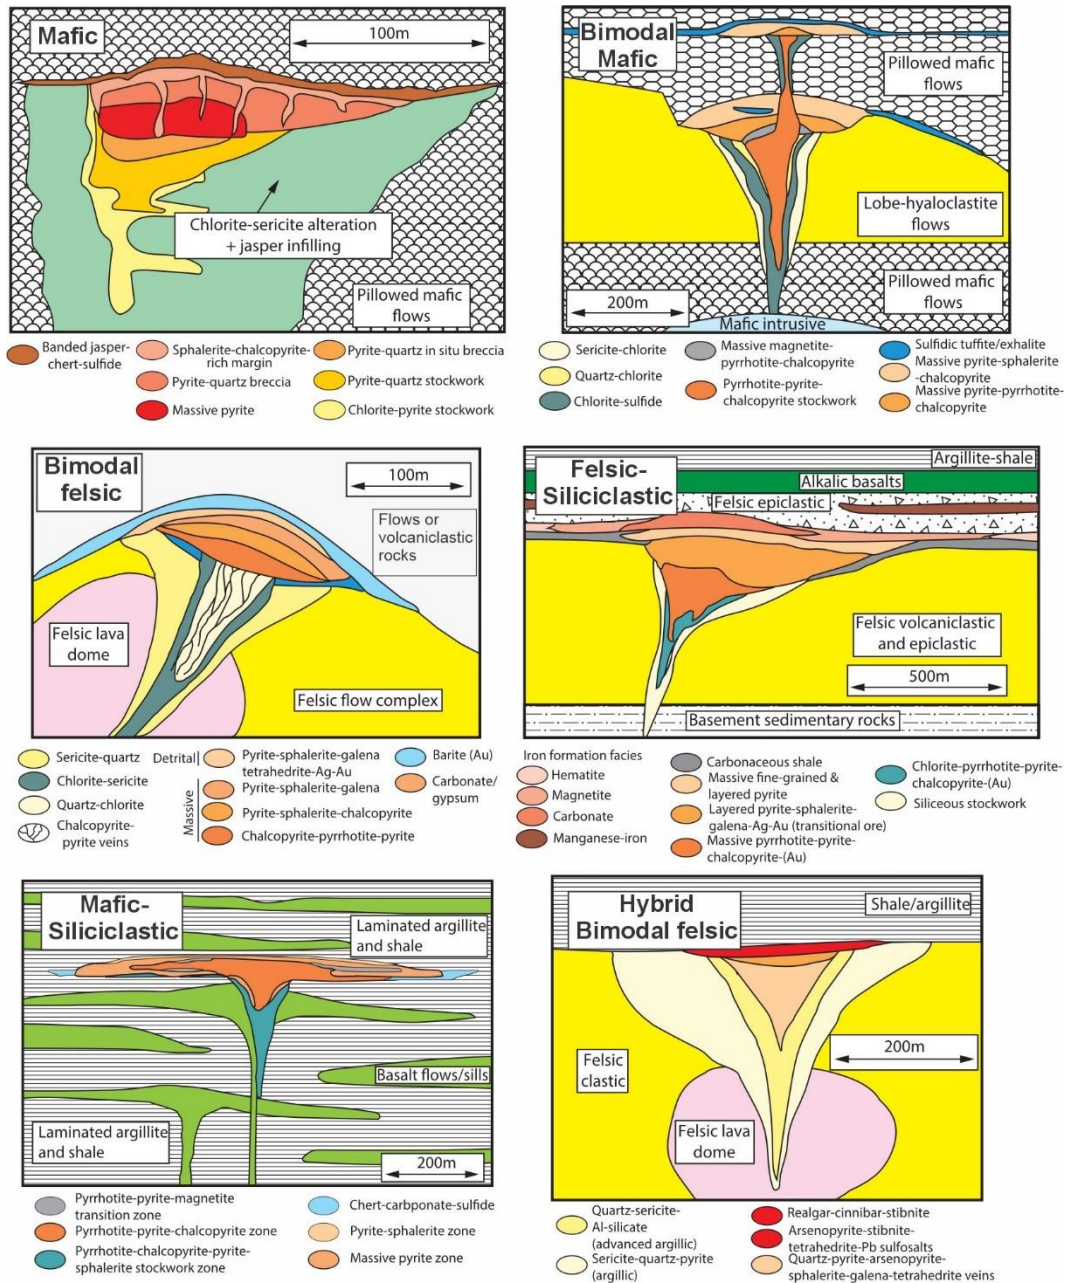 Mafic
100m
Chlorite-sericite alteration
+ jasper infilling
Pillowed mafic
flows
Banded jasper-
chert-sulfide
Sphalerite-chalcopyrite-
rich margin
Pyrite-quartz breccia
Massive pyrite
Pyrite-quartz in situ breccia
Pyrite-quartz stockwork
Chlorite-pyrite stockwork
Bimodal
Mafic
Pillowed mafic
flows
Lobe-hyaloclastite
flows
Pillowed mafic
flows
200m
Mafic intrusive
Sericite-chlorite
Quartz-chlorite
Chlorite-sulfide
Massive magnetite-
pyrrhotite-chalcopyrite
Pyrrhotite-pyrite-
chalcopyrite stockwork
Sulfidic tuffite/exhalite
Massive pyrite-sphalerite
-chalcopyrite
Massive pyrite-pyrrhotite-
chalcopyrite
Bimodal
felsic
100m
Flows or
volcaniclastic
rocks
Felsic lava
dome
Felsic flow complex
Sericite-quartz
Chlorite-sericite
Quartz-chlorite
Chalcopyrite-
pyrite veins
Detrital
Massive
Pyrite-sphalerite-galena
tetrahedrite-Ag-Au
Pyrite-sphalerite-galena
Pyrite-sphalerite-chalcopyrite
Chalcopyrite-pyrrhotite-pyrite
Barite (Au)
Carbonate/
gypsum
Felsic-
Siliciclastic
Argillite-shale
Alkalic basalts
Felsic epiclastic
Felsic volcaniclastic
and epiclastic
500m
Basement sedimentary rocks
Iron formation facies
Hematite
Magnetite
Carbonate
Manganese-iron
Carbonaceous shale
Massive fine-grained &
layered pyrite
Layered pyrite-sphalerite-
galena-Ag-Au (transitional ore)
Massive pyrrhotite-pyrite-
chalcopyrite-(Au)
Chlorite-pyrrhotite-pyrite-
chalcopyrite-(Au)
Siliceous stockwork
Mafic-
Siliciclastic
Laminated argillite
and shale
Basalt flows/sills
Laminated argillite
and shale
200m
Pyrrhotite-pyrite-magnetite
transition zone
Pyrrhotite-pyrite-chalcopyrite zone
Pyrrhotite-chalcopyrite-pyrite-
sphalerite stockwork zone
Chert-carbponate-sulfide
Pyrite-sphalerite zone
Massive pyrite zone
Hybrid
Bimodal felsic
Shale/argillite
200m
Felsic
clastic
Felsic lava
dome
Quartz-sericite-
Al-silicate
(advanced argillic)
Sericite-quartz-pyrite
(argillic)
Realgar-cinnibar-stibnite
Arsenopyrite-stibnite-
tetrahedrite-Pb sulfosalts
Quartz-pyrite-arsenopyrite-
sphalerite-galena-tetrahedrite veins